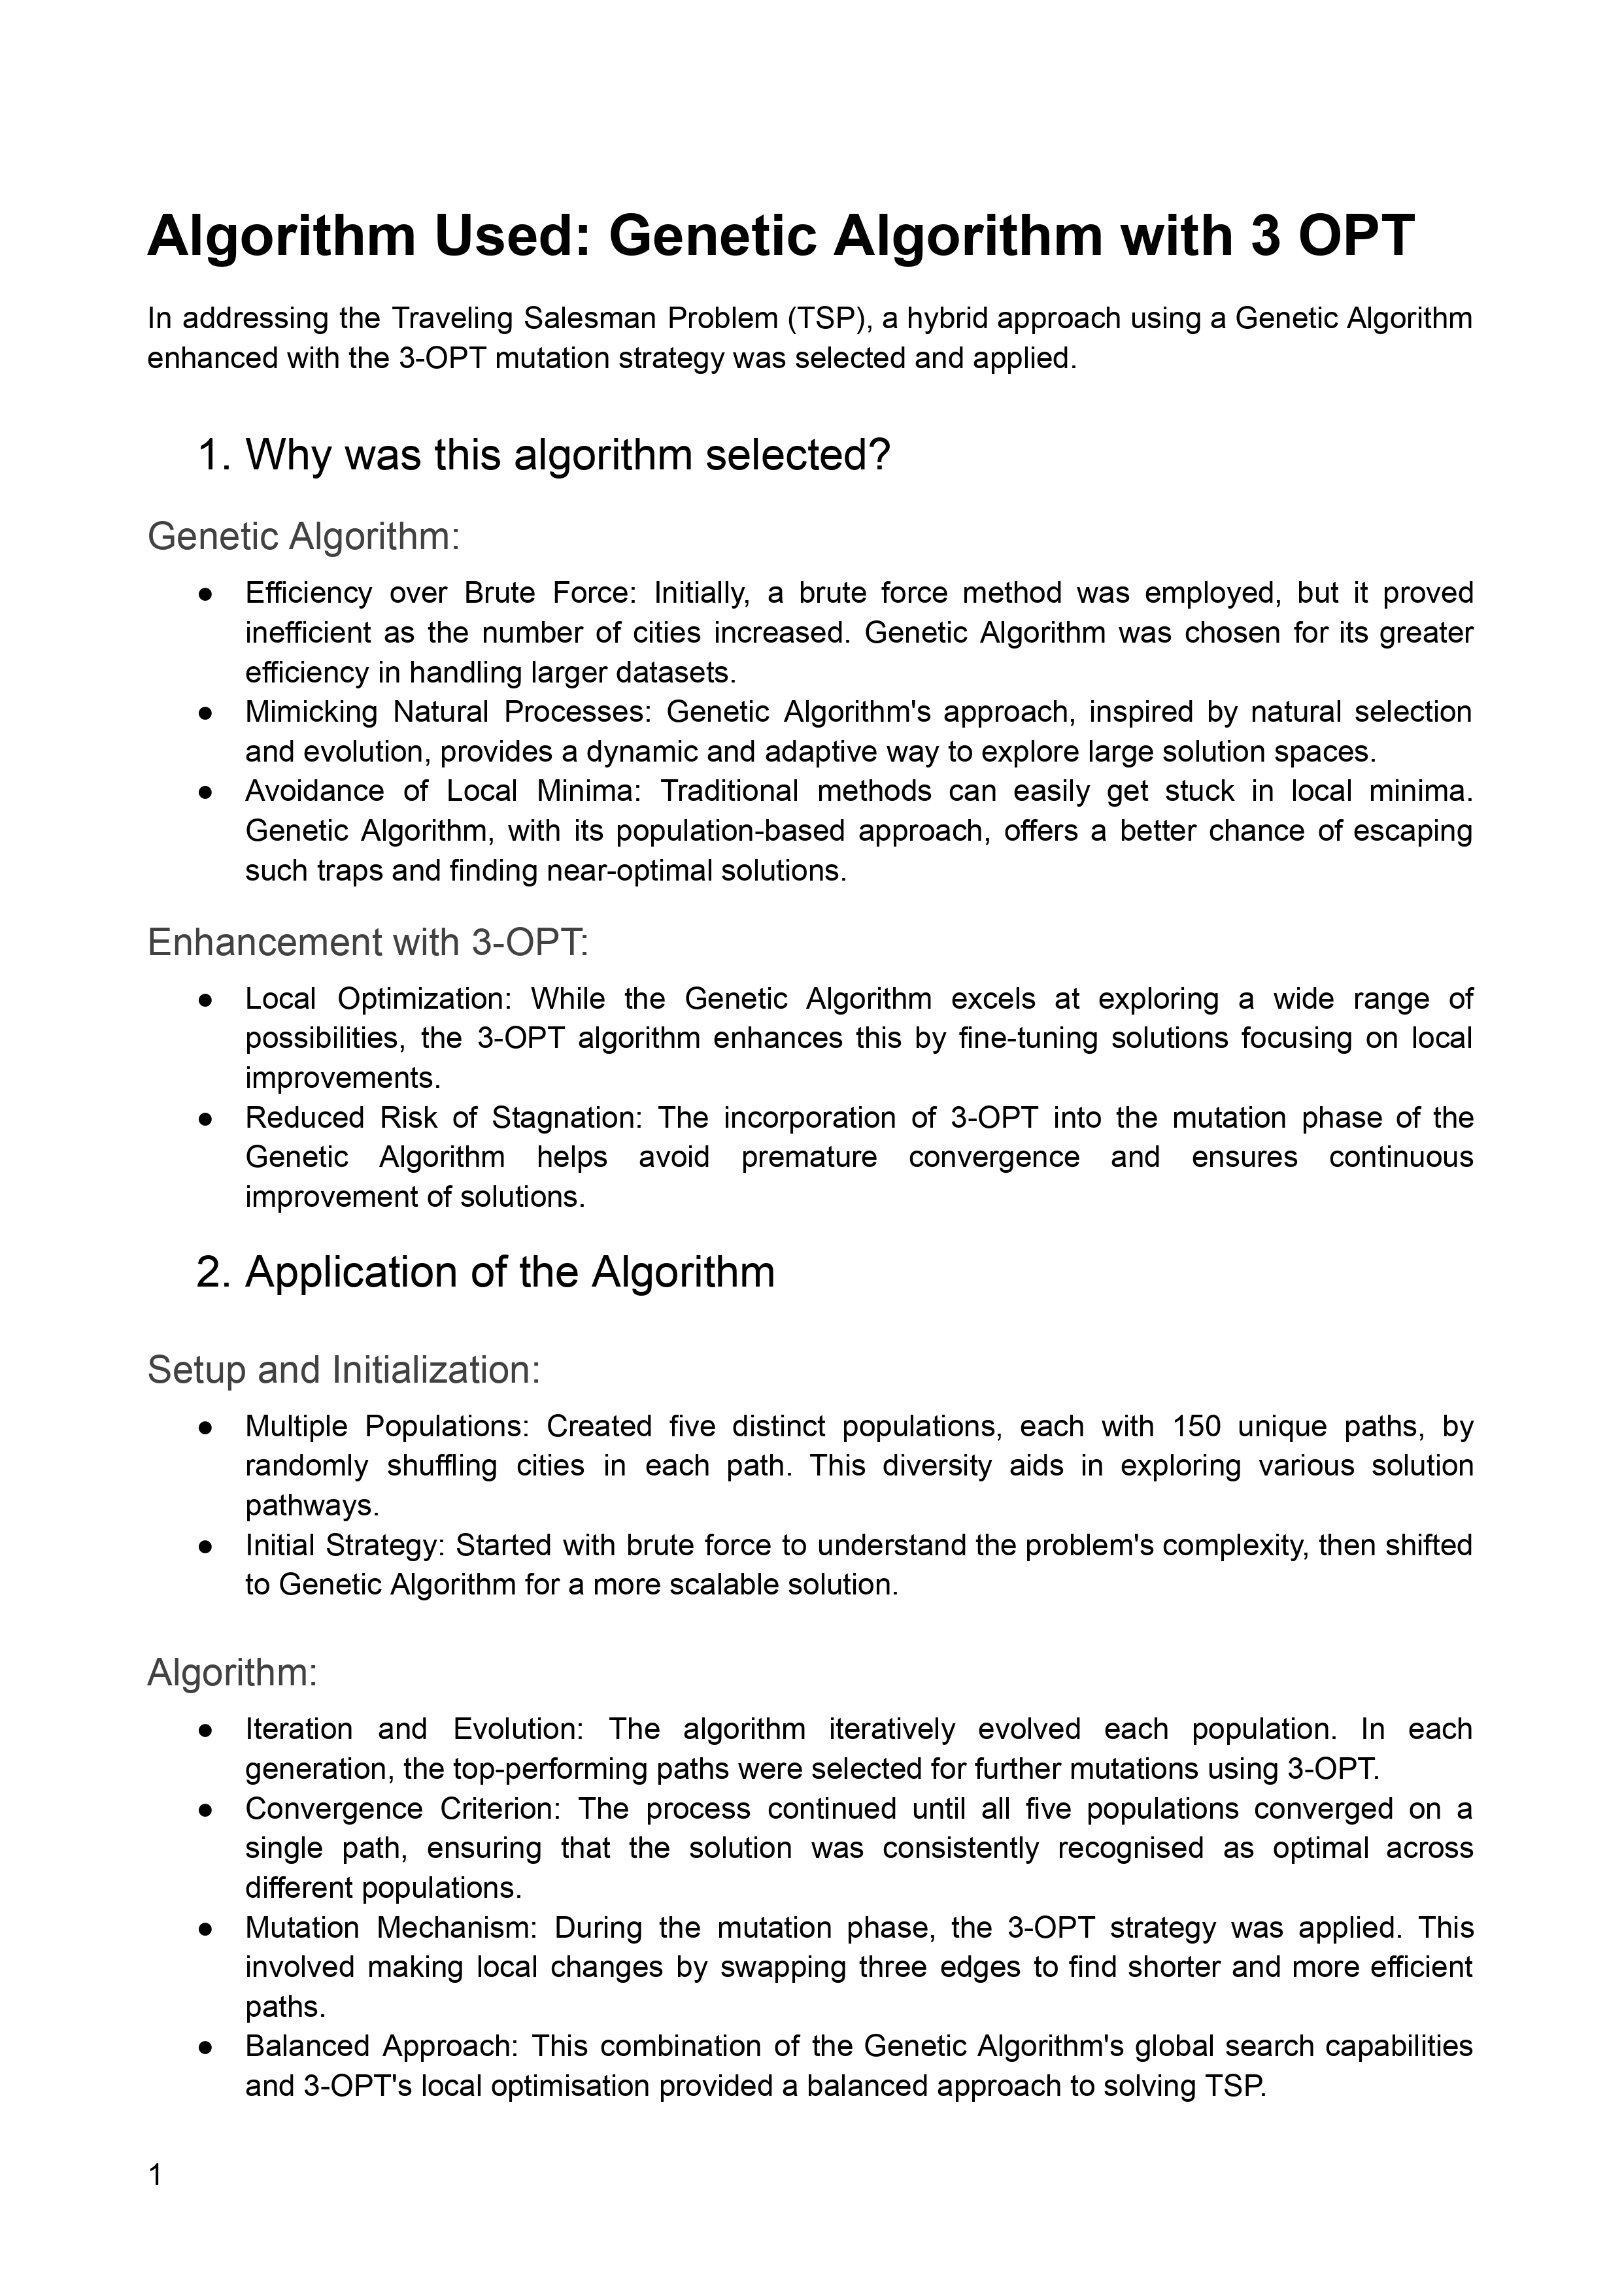 Algorithm Used: Genetic Algorithm with 3 OPT
In addressing the Traveling Salesman Problem (TSP), a hybrid approach using a Genetic Algorithm
enhanced with the 3-OPT mutation strategy was selected and applied.
1. Why was this algorithm selected?
Genetic Algorithm:
● Efficiency over Brute Force: Initially, a brute force method was employed, but it proved
inefficient as the number of cities increased. Genetic Algorithm was chosen for its greater
efficiency in handling larger datasets.
● Mimicking Natural Processes: Genetic Algorithm's approach, inspired by natural selection
and evolution, provides a dynamic and adaptive way to explore large solution spaces.
● Avoidance of Local Minima: Traditional methods can easily get stuck in local minima.
Genetic Algorithm, with its population-based approach, offers a better chance of escaping
such traps and finding near-optimal solutions.
Enhancement with 3-OPT:
● Local Optimization: While the Genetic Algorithm excels at exploring a wide range of
possibilities, the 3-OPT algorithm enhances this by fine-tuning solutions focusing on local
improvements.
● Reduced Risk of Stagnation: The incorporation of 3-OPT into the mutation phase of the
Genetic Algorithm helps avoid premature convergence and ensures continuous
improvement of solutions.
2. Application of the Algorithm
Setup and Initialization:
● Multiple Populations: Created five distinct populations, each with 150 unique paths, by
randomly shuffling cities in each path. This diversity aids in exploring various solution
pathways.
● Initial Strategy: Started with brute force to understand the problem's complexity, then shifted
to Genetic Algorithm for a more scalable solution.
Algorithm:
● Iteration and Evolution: The algorithm iteratively evolved each population. In each
generation, the top-performing paths were selected for further mutations using 3-OPT.
● Convergence Criterion: The process continued until all five populations converged on a
single path, ensuring that the solution was consistently recognised as optimal across
different populations.
● Mutation Mechanism: During the mutation phase, the 3-OPT strategy was applied. This
involved making local changes by swapping three edges to find shorter and more efficient
paths.
● Balanced Approach: This combination of the Genetic Algorithm's global search capabilities
and 3-OPT's local optimisation provided a balanced approach to solving TSP.
1